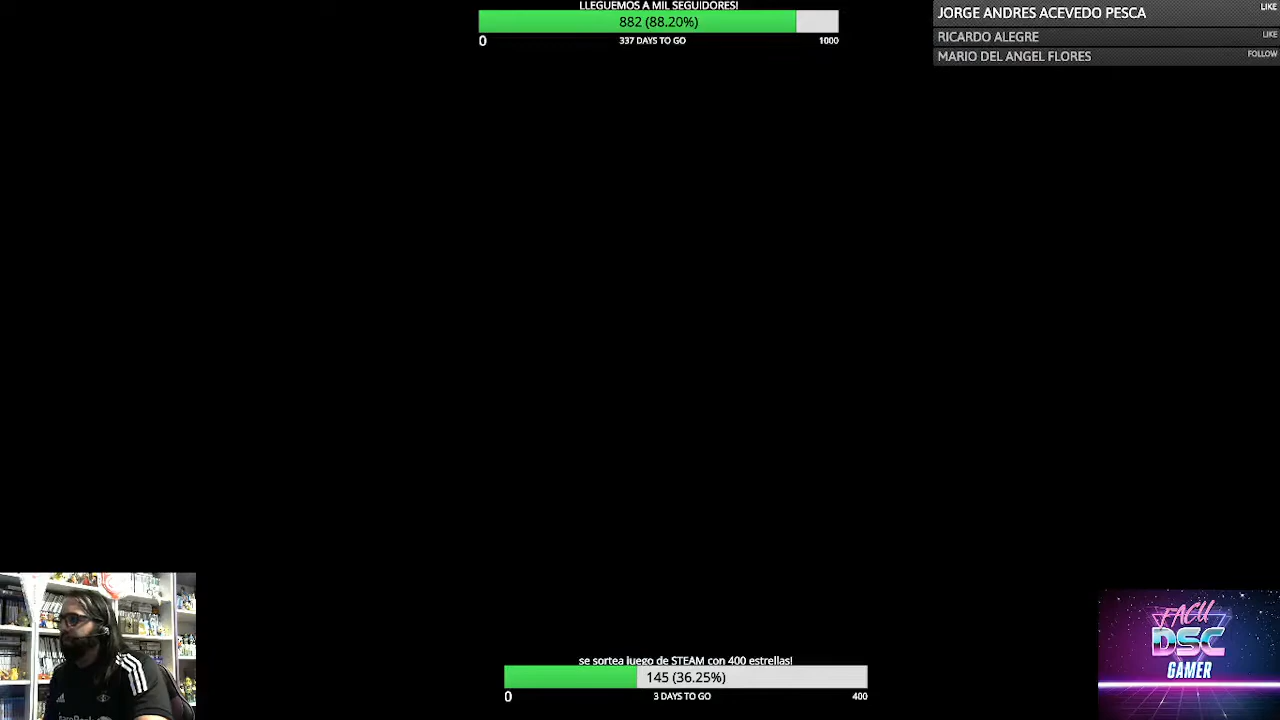 LLEGUEMOS A MIL SEGUIDORES!
882 (88.20%)
0
337 DAYS TO GO
1000
JORGE ANDRES ACEVEDO PESCA
LIKE
RICARDO ALEGRE
LIKE
MARIO DEL ANGEL FLORES
FOLLOW
FACU
DSC
GAMER
se sortea juego de STEAM con 400 estrellas!
145 (36.25%)
0
3 DAYS TO GO
400